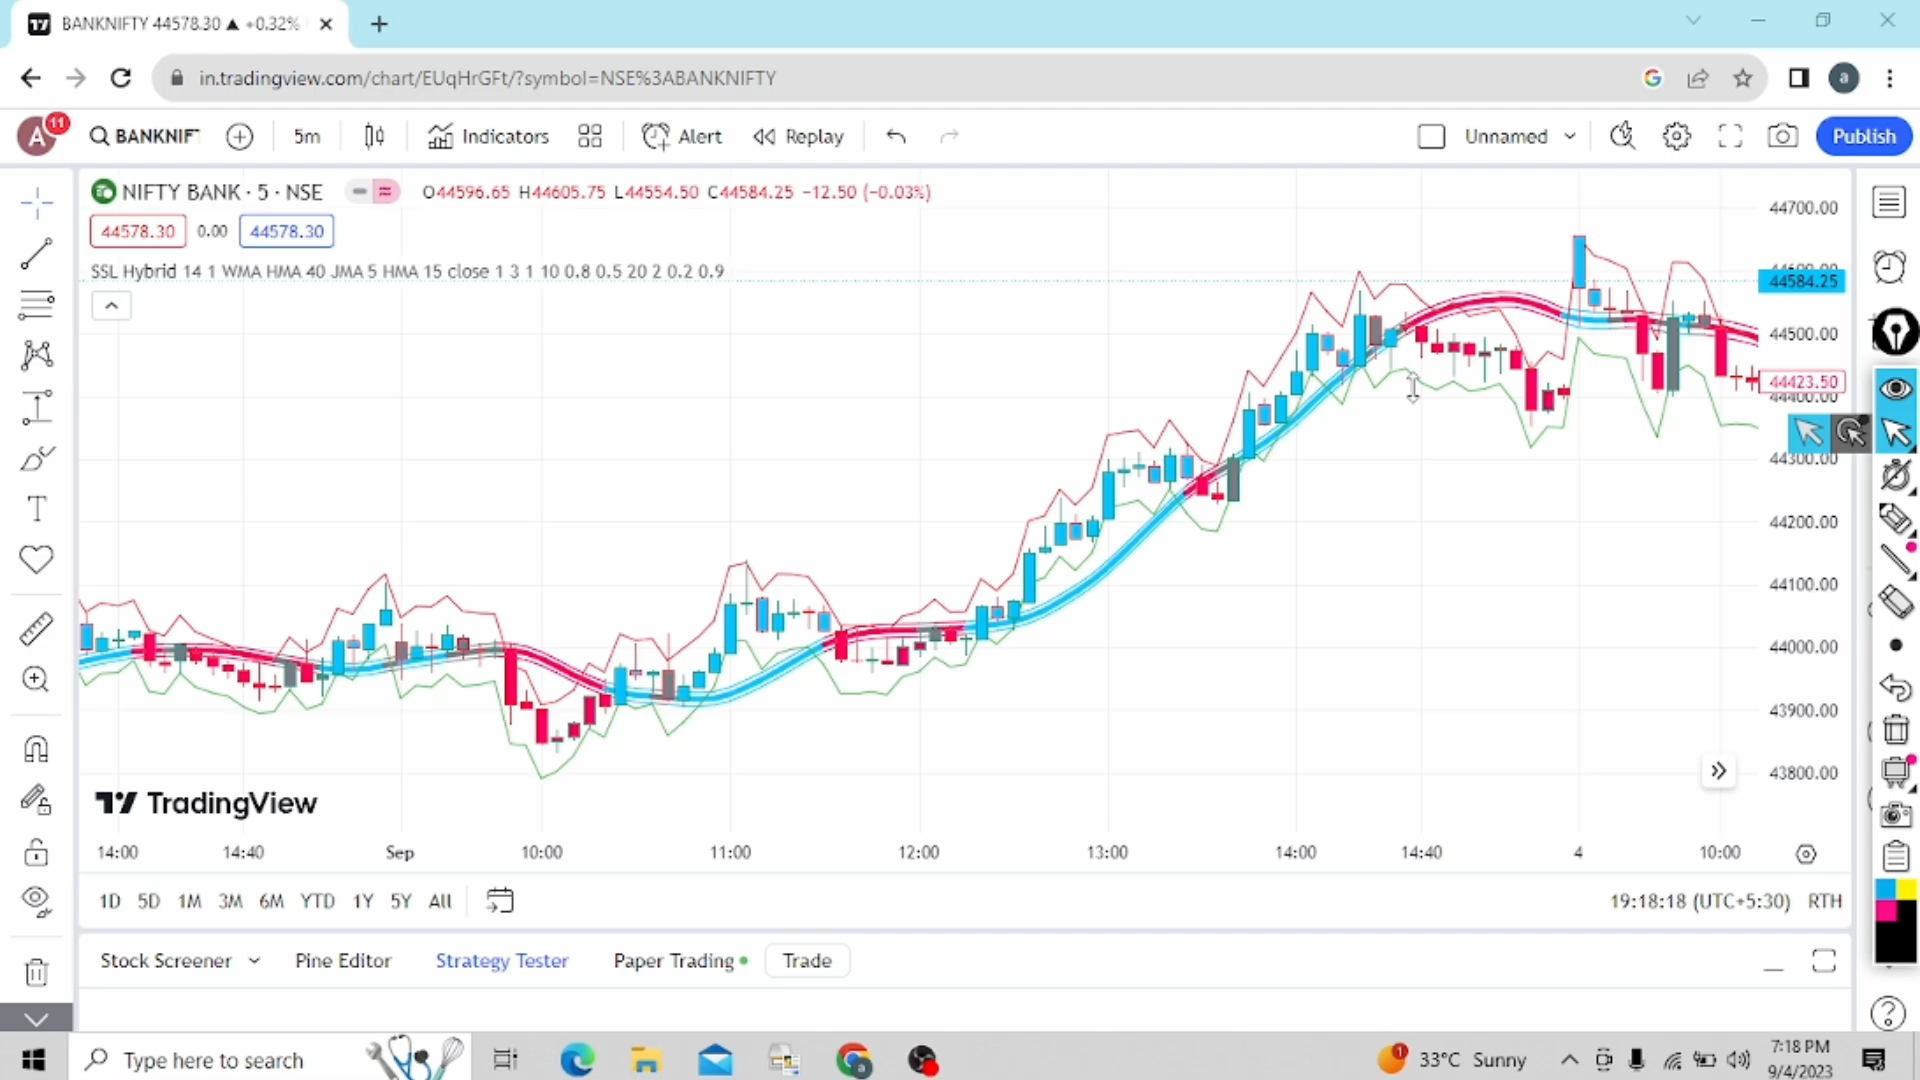 BANKNIFTY 44578.30 ▲ +0.32%
in.tradingview.com/chart/EUqHrGFt/?symbol=NSE%3ABANKNIFTY
G
a
A 11
BANKNIF
5m
Indicators
Alert
Replay
Unnamed
Publish
NIFTY BANK · 5 · NSE
O44596.65 H44605.75 L44554.50 C44584.25 −12.50 (−0.03%)
44578.30 0.00 44578.30
SSL Hybrid 14 1 WMA HMA 40 JMA 5 HMA 15 close 1 3 1 10 0.8 0.5 20 2 0.2 0.9
44700.00
44584.25
44500.00
44423.50
44400.00
44300.00
44200.00
44100.00
44000.00
43900.00
43800.00
TradingView
14:00 14:40 Sep 10:00 11:00 12:00 13:00 14:00 14:40 4 10:00
1D 5D 1M 3M 6M YTD 1Y 5Y All
19:18:18 (UTC+5:30) RTH
Stock Screener Pine Editor Strategy Tester Paper Trading Trade
Type here to search
1
33°C Sunny
7:18 PM
9/4/2023